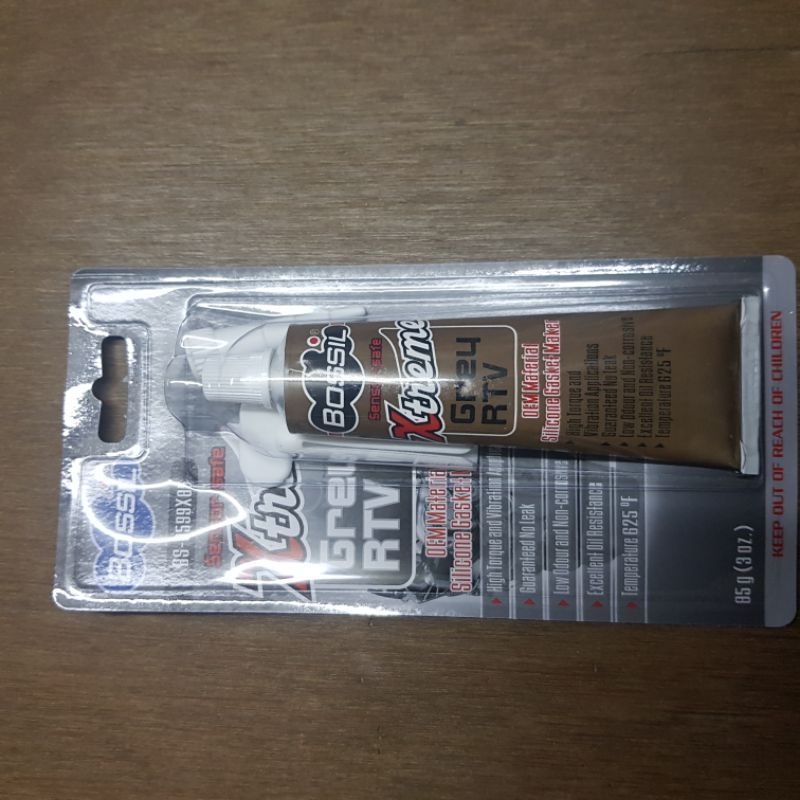 BOSSIL
Sensor safe
Xtreme
Grey
RTV
OEM Material
Silicone Gasket Maker
High Torque and
Vibration Applications
Guaranteed No leak
Low Odour and Non-corrosive
Excellent Oil Resistance
Temperature 625°F
BOSSIL
Sensor safe
Grey
RTV
OEM Material
Silicone Gasket
High Torque and Vibration
Guaranteed No leak
Low Odour and Non-corrosive
Excellent Oil Resistance
Temperature 625 °F
85 g (3 oz.)
KEEP OUT OF REACH OF CHILDREN